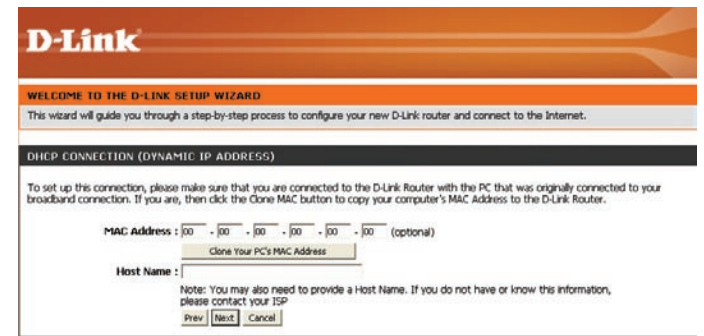 D-Link
WELCOME TO THE D-LINK SETUP WIZARD
This wizard will guide you through a step-by-step process to configure your new D-Link router and connect to the Internet.
DHCP CONNECTION (DYNAMIC IP ADDRESS)
To set up this connection, please make sure that you are connected to the D-Link Router with the PC that was originally connected to your
broadband connection. If you are, then click the Clone MAC button to copy your computer's MAC Address to the D-Link Router.
MAC Address : 00 - 00 - 00 - 00 - 00 - 00 (optional)
Clone Your PC's MAC Address
Host Name :
Note: You may also need to provide a Host Name. If you do not have or know this information,
please contact your ISP
Prev Next Cancel